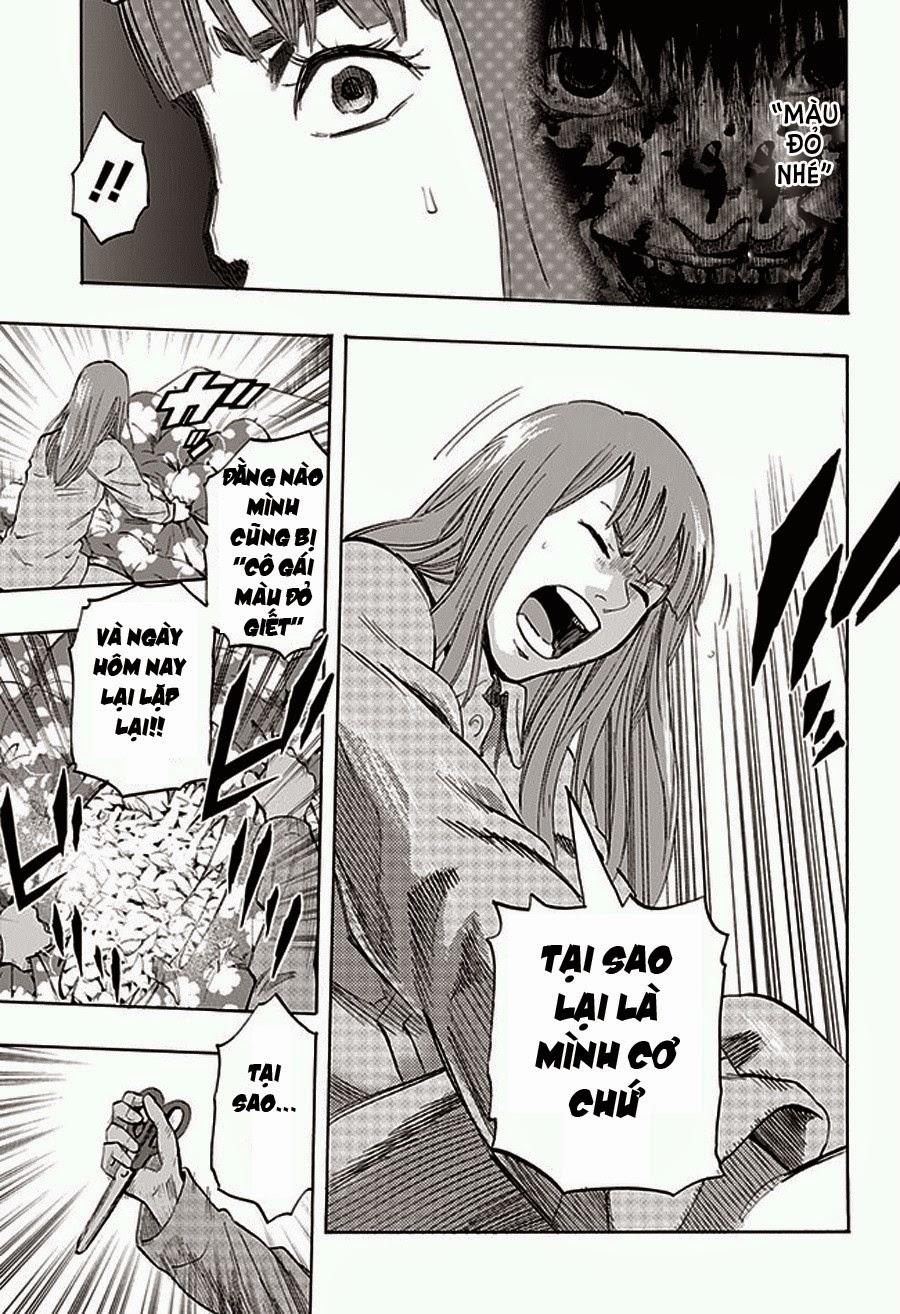 "MÀU
ĐỎ
NHÉ"
!!
TẠI SAO
LẠI LÀ
MÌNH CƠ
CHỨ
ĐẰNG NÀO
MÌNH
CŨNG BỊ
"CÔ GÁI
MÀU ĐỎ
GIẾT"
VÀ NGÀY
HÔM NAY
LẠI LẶP
LẠI!!
TẠI
SAO...